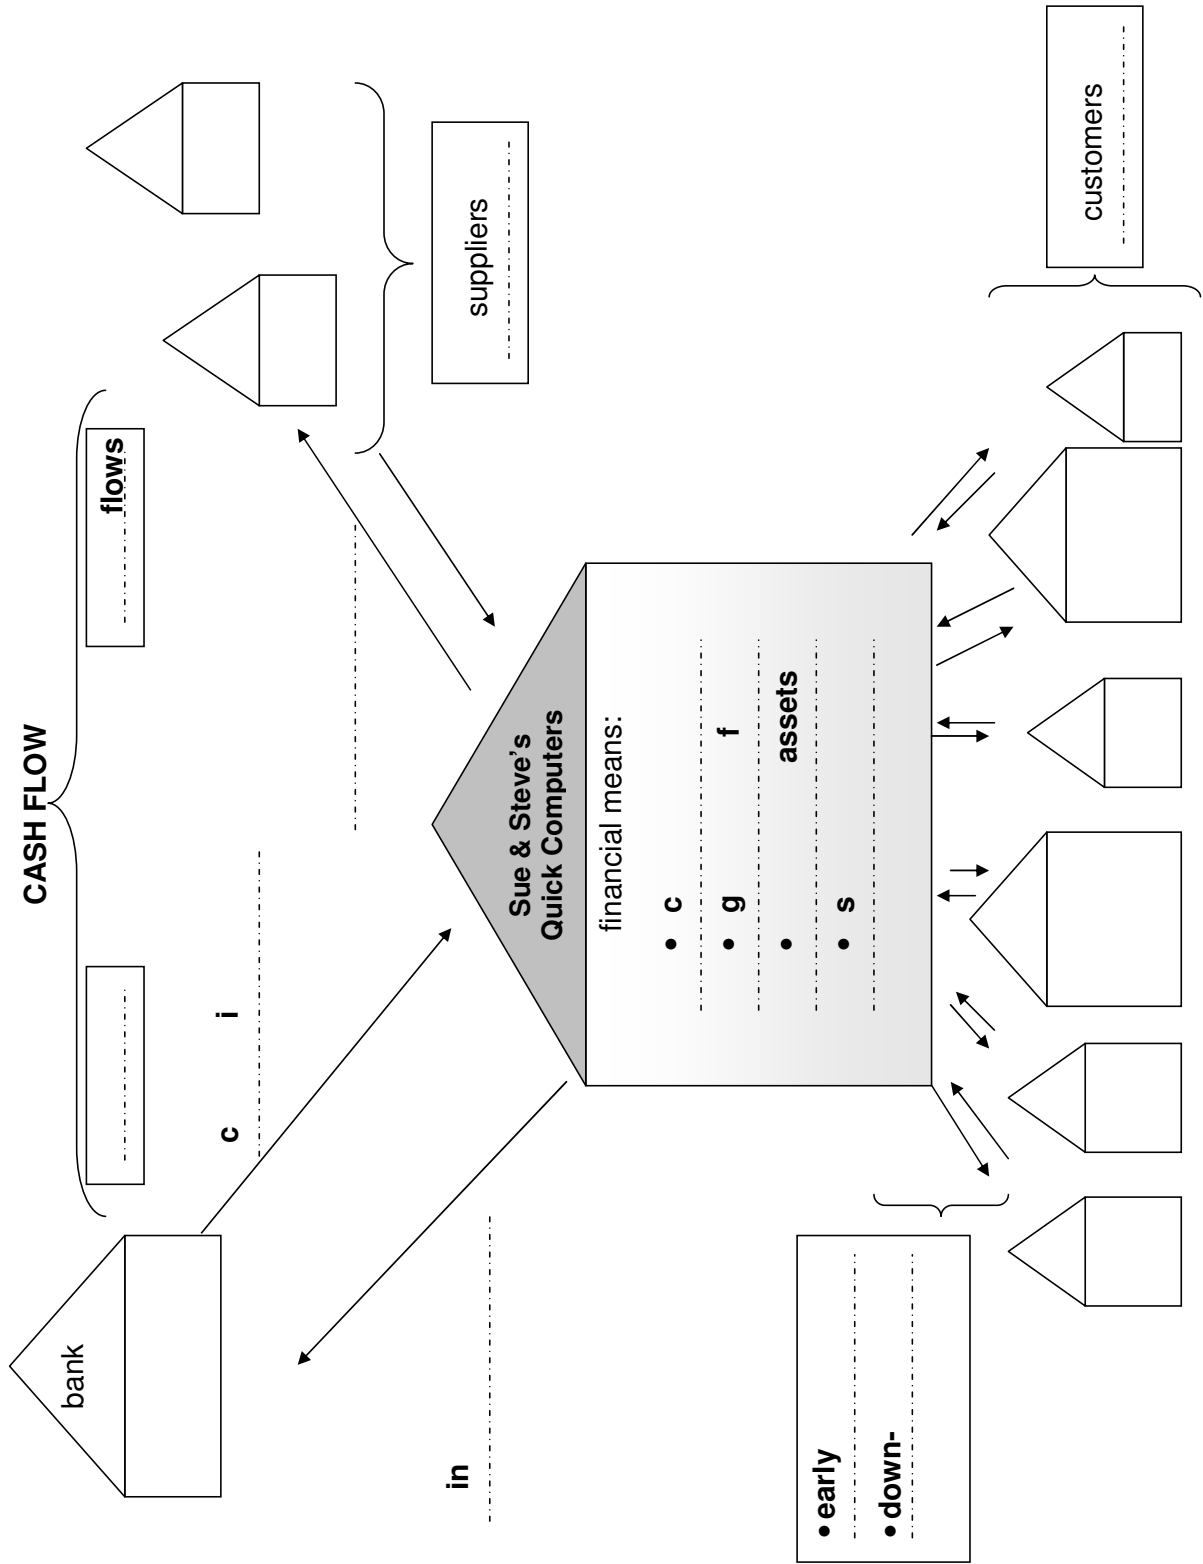 CASH FLOW
flows
bank
c i
in
suppliers
Sue & Steve's
Quick Computers
financial means:
• c
• g f
• assets
• s
• early
• down-
customers